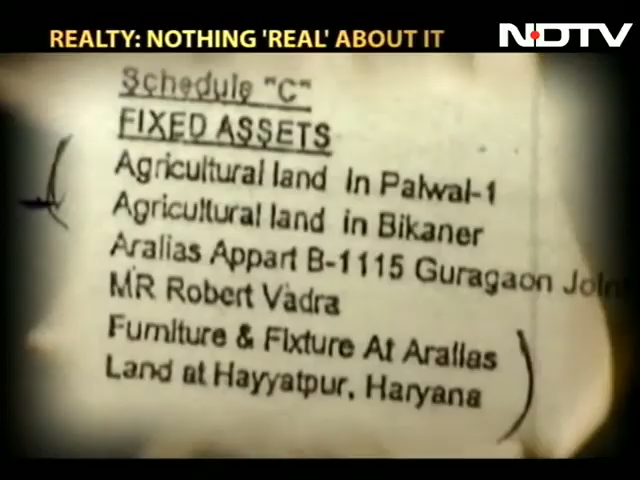 REALTY: NOTHING 'REAL' ABOUT IT
NDTV
Schedule "C"
FIXED ASSETS
Agricultural land In Palwal-1
Agricultural land in Bikaner
Aralias Appart B-1115 Guragaon Join
MR Robert Vadra
Furniture & Fixture At Aralias
Land at Hayyatpur, Haryana